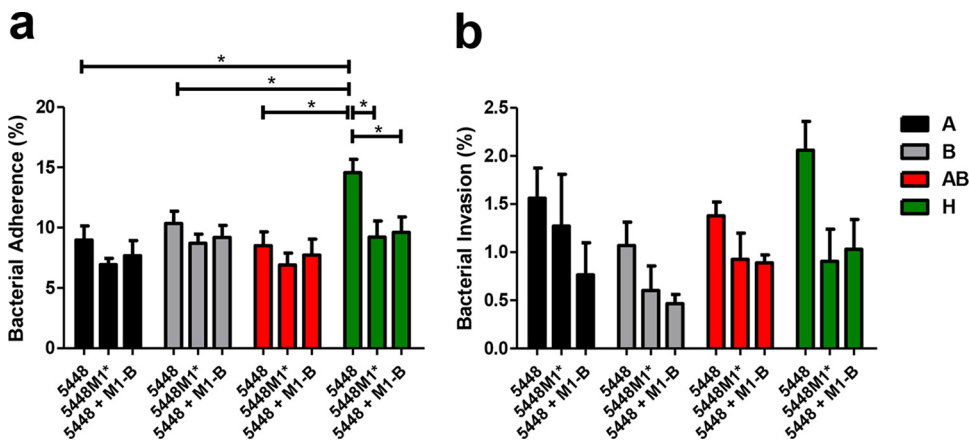 a
*
*
*
*
*
Bacterial Adherence (%)
20
15
10
5
0
5448
5448M1*
5448 + M1-B
5448
5448M1*
5448 + M1-B
5448
5448M1*
5448 + M1-B
5448
5448M1*
5448 + M1-B
b
Bacterial Invasion (%)
2.5
2.0
1.5
1.0
0.5
0.0
5448
5448M1*
5448 + M1-B
5448
5448M1*
5448 + M1-B
5448
5448M1*
5448 + M1-B
5448
5448M1*
5448 + M1-B
A
B
AB
H